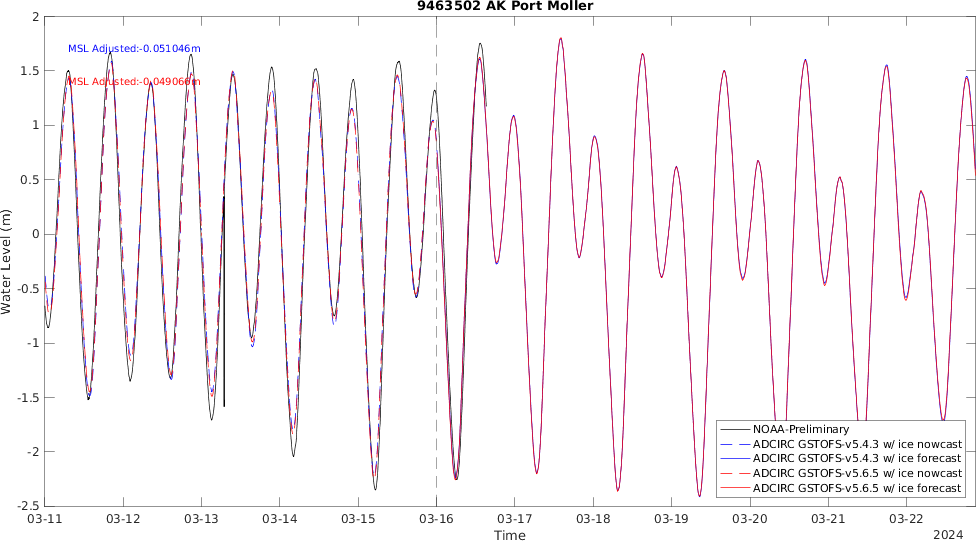 9463502 AK Port Moller
MSL Adjusted:-0.051046m
MSL Adjusted:-0.049066m
Water Level (m)
2
1.5
1
0.5
0
-0.5
-1
-1.5
-2
-2.5
NOAA-Preliminary
ADCIRC GSTOFS-v5.4.3 w/ ice nowcast
ADCIRC GSTOFS-v5.4.3 w/ ice forecast
ADCIRC GSTOFS-v5.6.5 w/ ice nowcast
ADCIRC GSTOFS-v5.6.5 w/ ice forecast
03-11 03-12 03-13 03-14 03-15 03-16 03-17 03-18 03-19 03-20 03-21 03-22
Time
2024